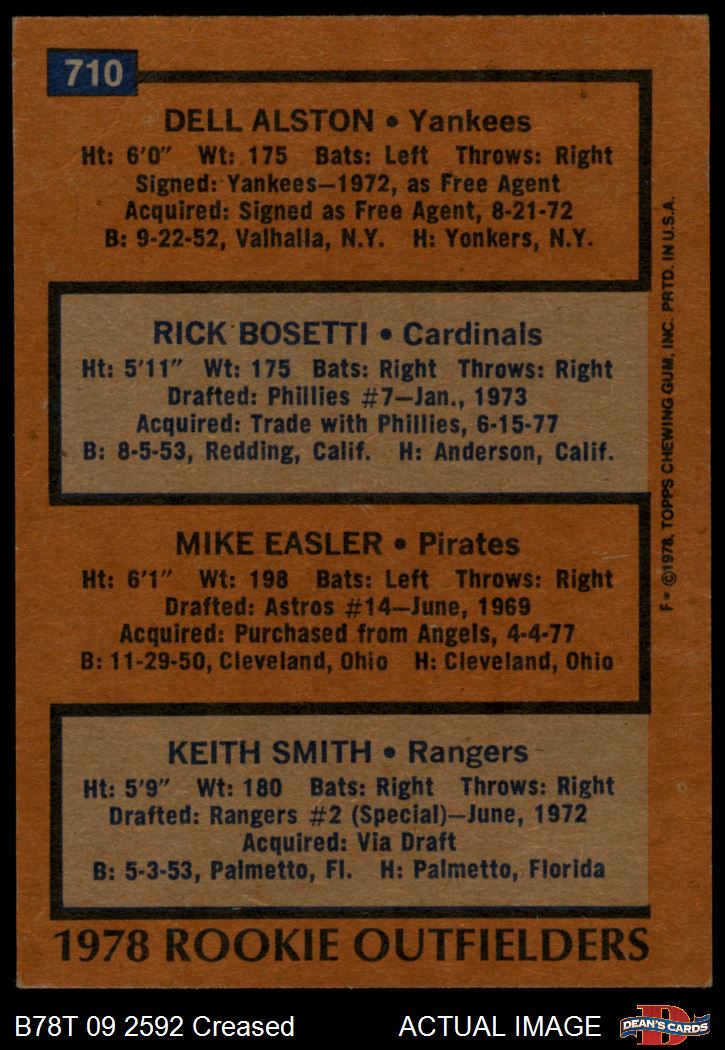 710
DELL ALSTON • Yankees
Ht: 6'0" Wt: 175 Bats: Left Throws: Right
Signed: Yankees—1972, as Free Agent
Acquired: Signed as Free Agent, 8-21-72
B: 9-22-52, Valhalla, N.Y. H: Yonkers, N.Y.
RICK BOSETTI • Cardinals
Ht: 5'11" Wt: 175 Bats: Right Throws: Right
Drafted: Phillies #7—Jan., 1973
Acquired: Trade with Phillies, 6-15-77
B: 8-5-53, Redding, Calif. H: Anderson, Calif.
MIKE EASLER • Pirates
Ht: 6'1" Wt: 198 Bats: Left Throws: Right
Drafted: Astros #14—June, 1969
Acquired: Purchased from Angels, 4-4-77
B: 11-29-50, Cleveland, Ohio H: Cleveland, Ohio
KEITH SMITH • Rangers
Ht: 5'9" Wt: 180 Bats: Right Throws: Right
Drafted: Rangers #2 (Special)—June, 1972
Acquired: Via Draft
B: 5-3-53, Palmetto, Fl. H: Palmetto, Florida
1978 ROOKIE OUTFIELDERS
F* ©1978, TOPPS CHEWING GUM, INC. PRTD. IN U.S.A.
B78T 09 2592 Creased ACTUAL IMAGE
D
DEAN'S CARDS